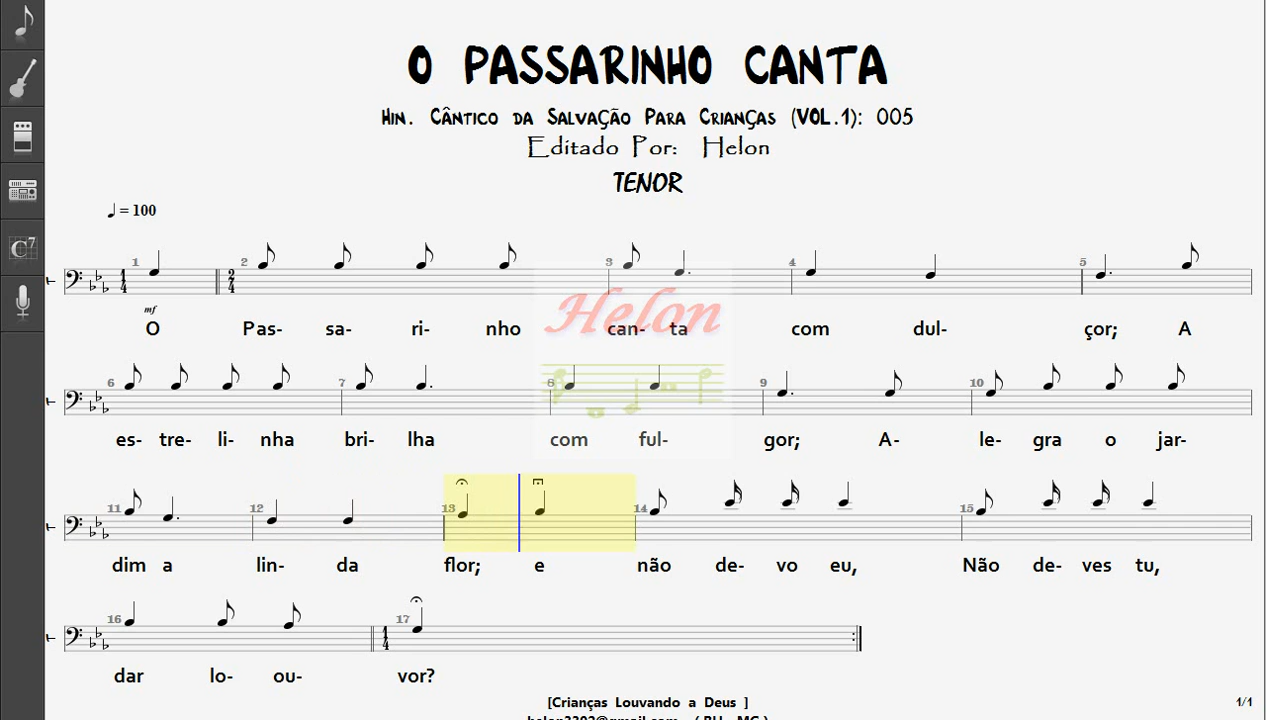 O PASSARINHO CANTA
Hin. Cântico da Salvação Para Crianças (VOL.1): 005
Editado Por: Helon
TENOR
= 100
1 2 3 4 5
mf
O Pas- sa- ri- nho can- ta com dul- çor; A
Helon
6 7 8 9 10
es- tre- li- nha bri- lha com ful- gor; A- le- gra o jar-
11 12 13 14 15
dim a lin- da flor; e não de- vo eu, Não de- ves tu,
16 17
dar lo- ou- vor?
[Crianças Louvando a Deus ]
1/1